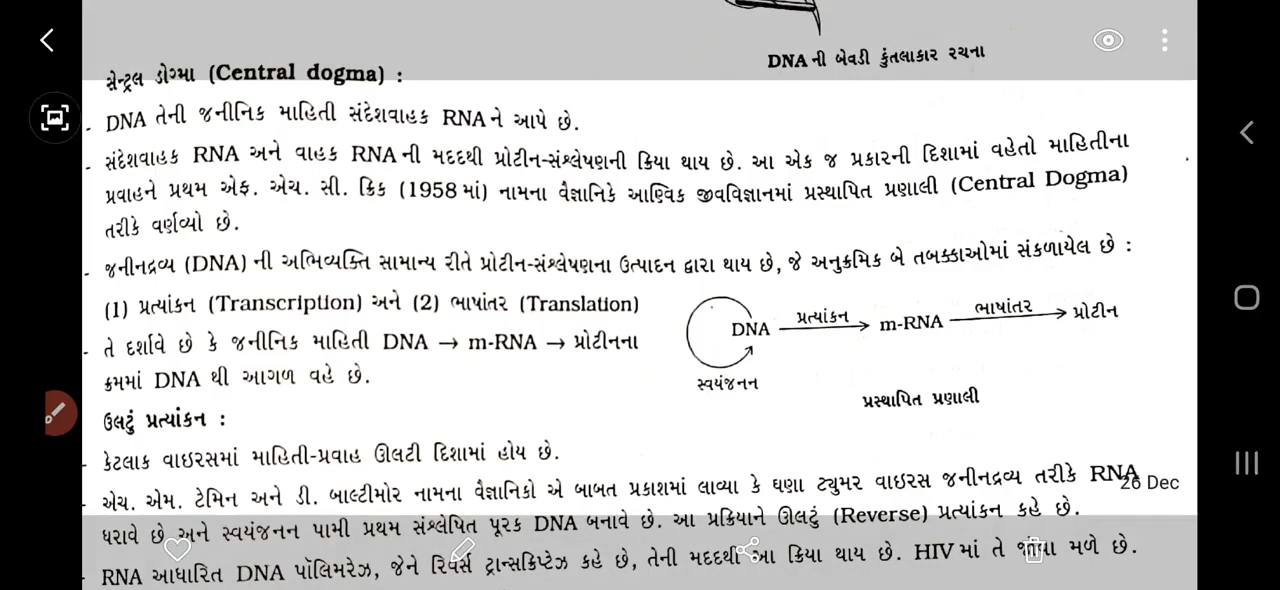 DNA ની બેવડી કુંતલાકાર રચના
સેન્ટ્રલ ડોગ્મા (Central dogma) :
- DNA તેની જનીનિક માહિતી સંદેશવાહક RNA ને આપે છે.
- સંદેશવાહક RNA અને વાહક RNA ની મદદથી પ્રોટીન-સંશ્લેષણની ક્રિયા થાય છે. આ એક જ પ્રકારની દિશામાં વહેતો માહિતીના
પ્રવાહને પ્રથમ એફ. એચ. સી. ક્રિક (1958 માં) નામના વૈજ્ઞાનિકે આણ્વિક જીવવિજ્ઞાનમાં પ્રસ્થાપિત પ્રણાલી (Central Dogma)
તરીકે વર્ણવ્યો છે.
- જનીનદ્રવ્ય (DNA) ની અભિવ્યક્તિ સામાન્ય રીતે પ્રોટીન-સંશ્લેષણના ઉત્પાદન દ્વારા થાય છે, જે અનુક્રમિક બે તબક્કાઓમાં સંકળાયેલ છે :
(1) પ્રત્યાંકન (Transcription) અને (2) ભાષાંતર (Translation)
- તે દર્શાવે છે કે જનીનિક માહિતી DNA → m-RNA → પ્રોટીનના
ક્રમમાં DNA થી આગળ વહે છે.
DNA પ્રત્યાંકન → m-RNA ભાષાંતર → પ્રોટીન
સ્વયંજનન
પ્રસ્થાપિત પ્રણાલી
ઉલટું પ્રત્યાંકન :
- કેટલાક વાઇરસમાં માહિતી-પ્રવાહ ઊલટી દિશામાં હોય છે.
- એચ. એમ. ટેમિન અને ડી. બાલ્ટીમોર નામના વૈજ્ઞાનિકો એ બાબત પ્રકાશમાં લાવ્યા કે ઘણા ટ્યુમર વાઇરસ જનીનદ્રવ્ય તરીકે RNA
26 Dec
ધરાવે છે અને સ્વયંજનન પામી પ્રથમ સંશ્લેષિત પૂરક DNA બનાવે છે. આ પ્રક્રિયાને ઊલટું (Reverse) પ્રત્યાંકન કહે છે.
- RNA આધારિત DNA પૉલિમરેઝ, જેને રિવર્સ ટ્રાન્સક્રિપ્ટેઝ કહે છે, તેની મદદથી આ ક્રિયા થાય છે. HIV માં તે જોવા મળે છે.